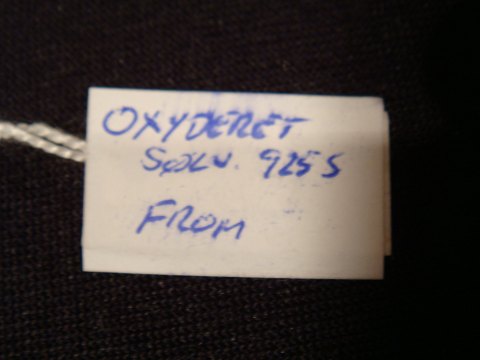 OXYDERET
SØLV. 925 S
FROM